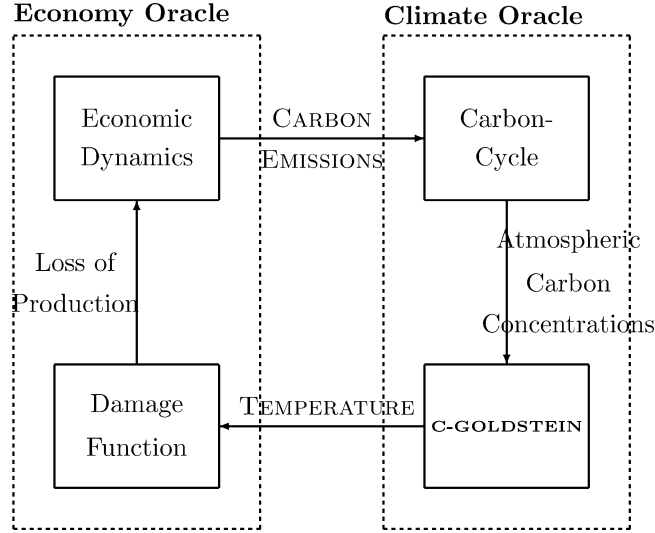 Economy Oracle
Climate Oracle
Economic
Dynamics
CARBON
EMISSIONS
Carbon-
Cycle
Loss of
Production
Atmospheric
Carbon
Concentrations
Damage
Function
TEMPERATURE
C-GOLDSTEIN